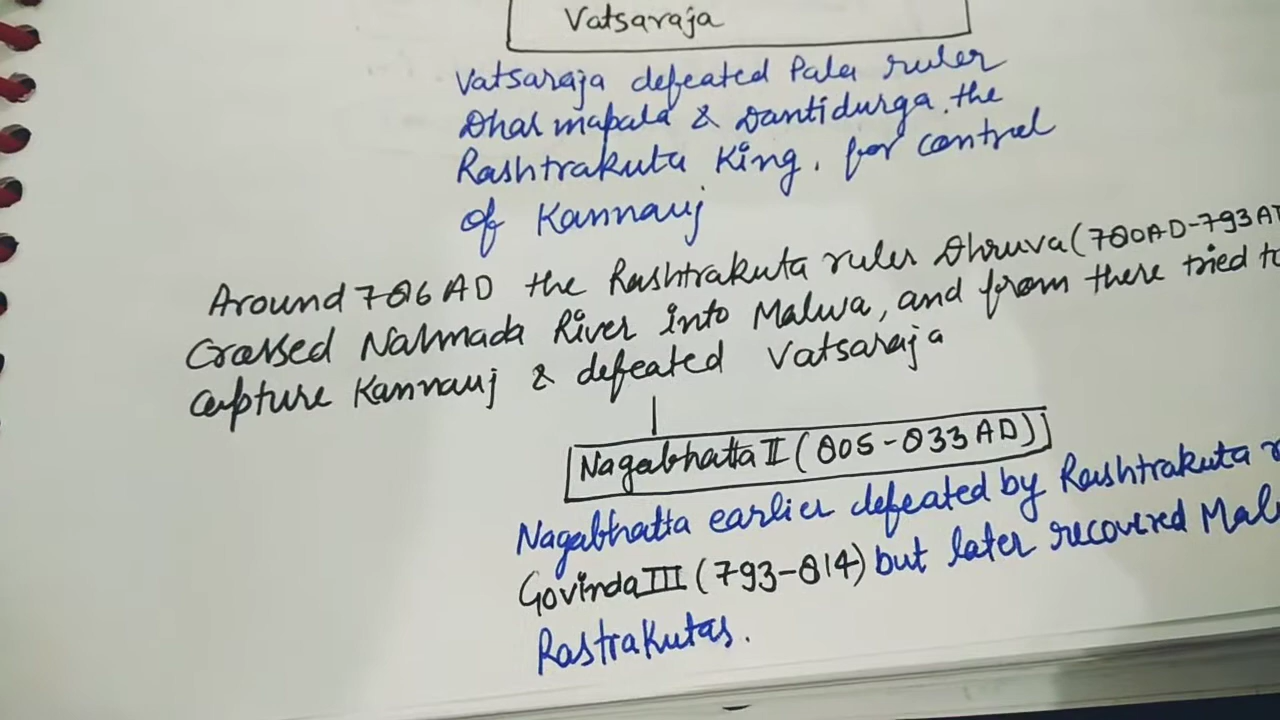 Vatsaraja
Vatsaraja defeated Pala ruler
Dharmapala & Dantidurga, the
Rashtrakuta King, for control
of Kannauj
Around 786 AD the Rashtrakuta ruler Dhruva (780AD-793AD
Crossed Narmada River into Malwa, and from there tried to
capture Kannauj & defeated Vatsaraja
Nagabhatta II (805-833 AD)
Nagabhatta earlier defeated by Rashtrakuta
Govinda III (793-814) but later recovered
Rastrakutas.